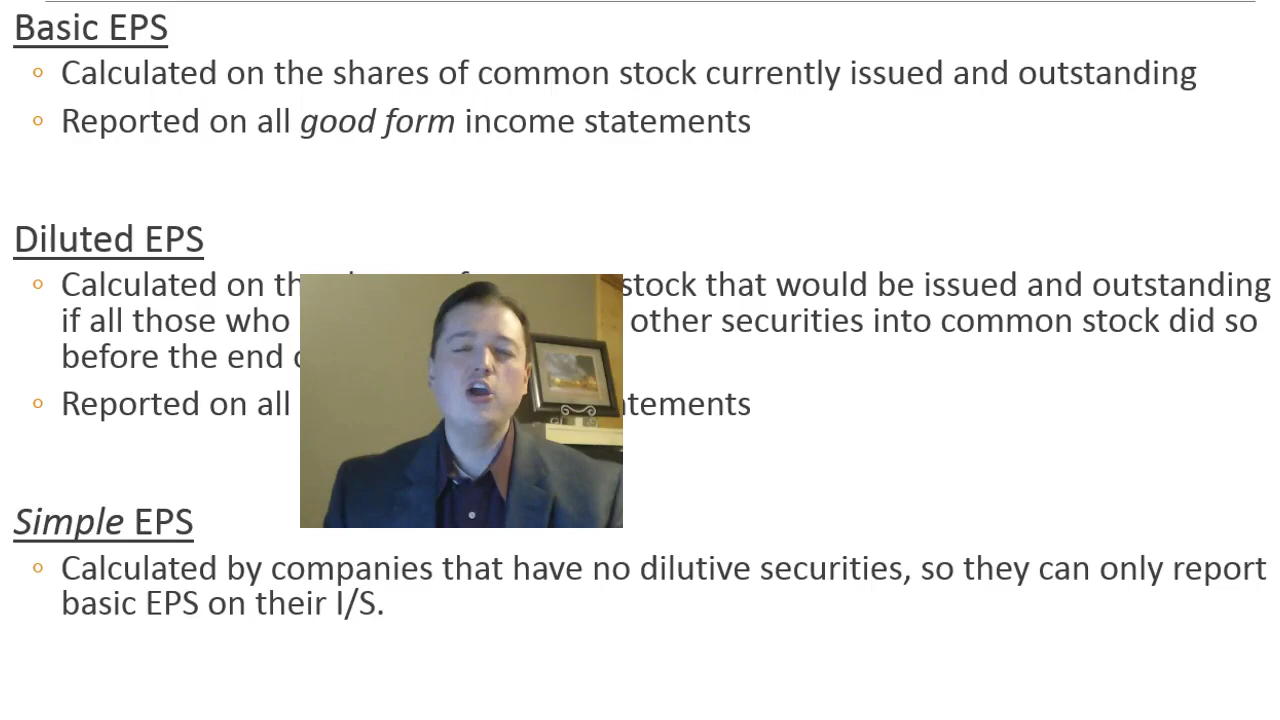 Basic EPS
Calculated on the shares of common stock currently issued and outstanding
Reported on all good form income statements
Diluted EPS
Calculated on stock that would be issued and outstanding
if all those who other securities into common stock did so
before the end
Reported on all
Simple EPS
Calculated by companies that have no dilutive securities, so they can only report
basic EPS on their I/S.